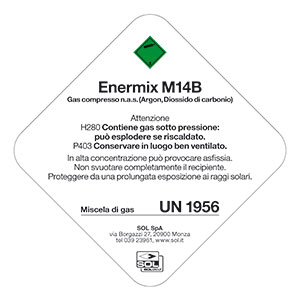 Enermix M14B
Gas compresso n.a.s.(Argon,Diossido di carbonio)
Attenzione
H280 Contiene gas sotto pressione:
può esplodere se riscaldato.
P403 Conservare in luogo ben ventilato.
In alta concentrazione può provocare asfissia.
Non svuotare completamente il recipiente.
Proteggere da una prolungata esposizione ai raggi solari.
Miscela di gas UN 1956
SOL SpA
via Borgazzi 27, 20900 Monza
tel 039 23961, www.sol.it
SOL